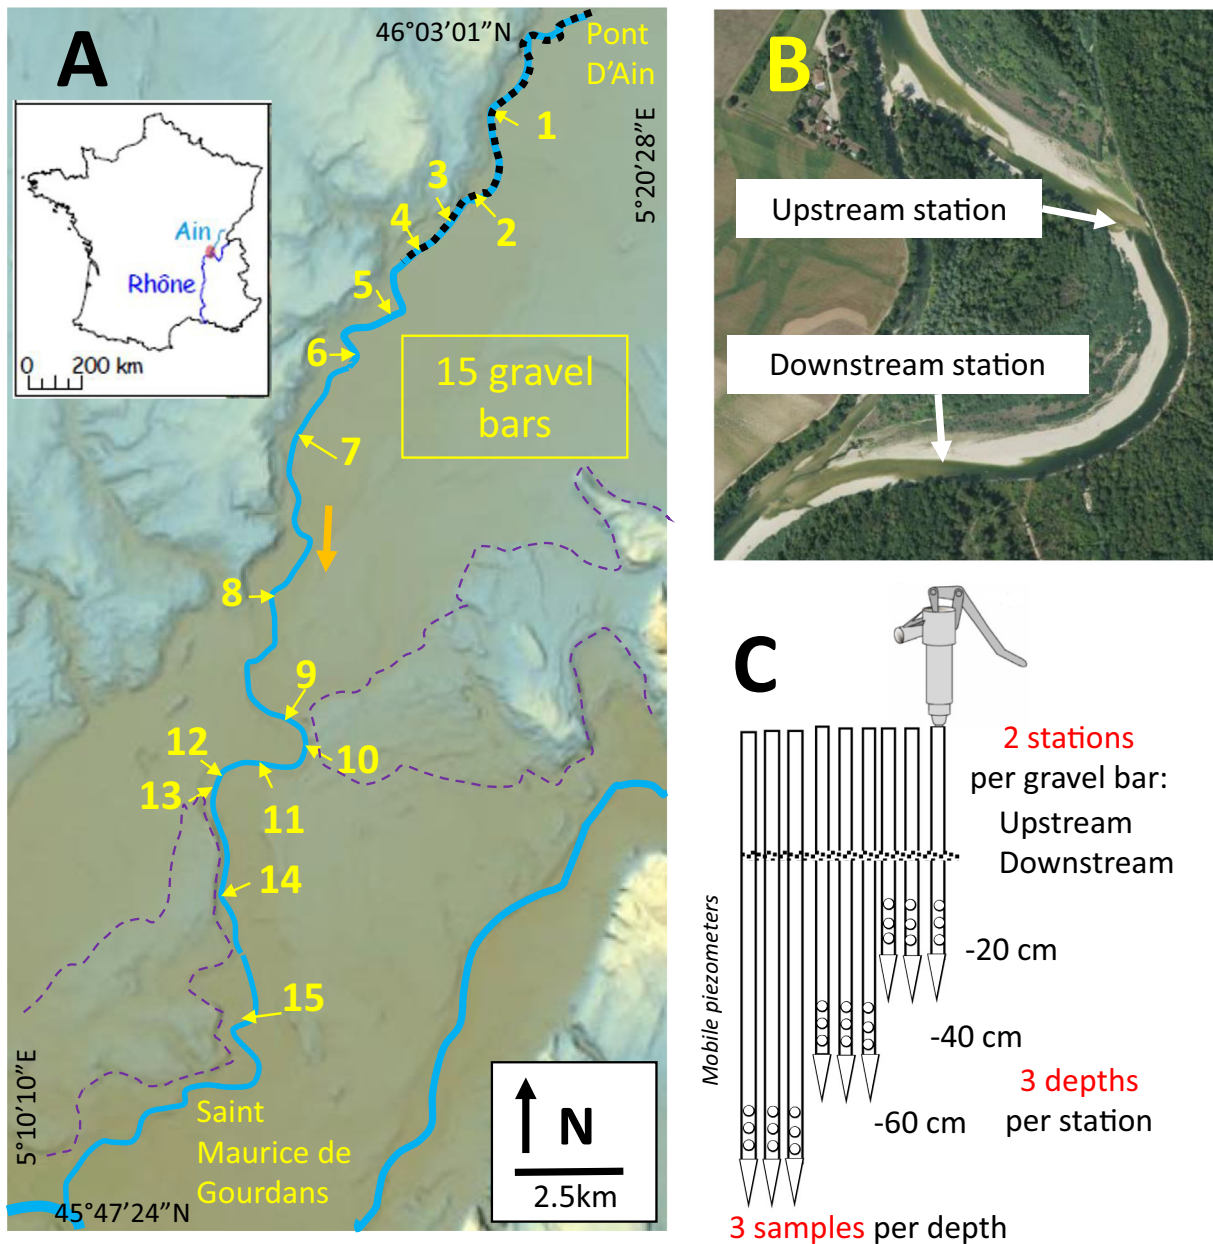 A
46°03’01”N
Pont
D’Ain
5°20’28”E
Ain
Rhône
0 200 km
1
2
3
4
5
6
7
15 gravel
bars
8
9
10
11
12
13
14
15
5°10’10”E
Saint
Maurice de
Gourdans
45°47’24”N
N
2.5km
B
Upstream station
Downstream station
C
2 stations
per gravel bar:
Upstream
Downstream
Mobile piezometers
-20 cm
-40 cm
3 depths
per station
-60 cm
3 samples per depth